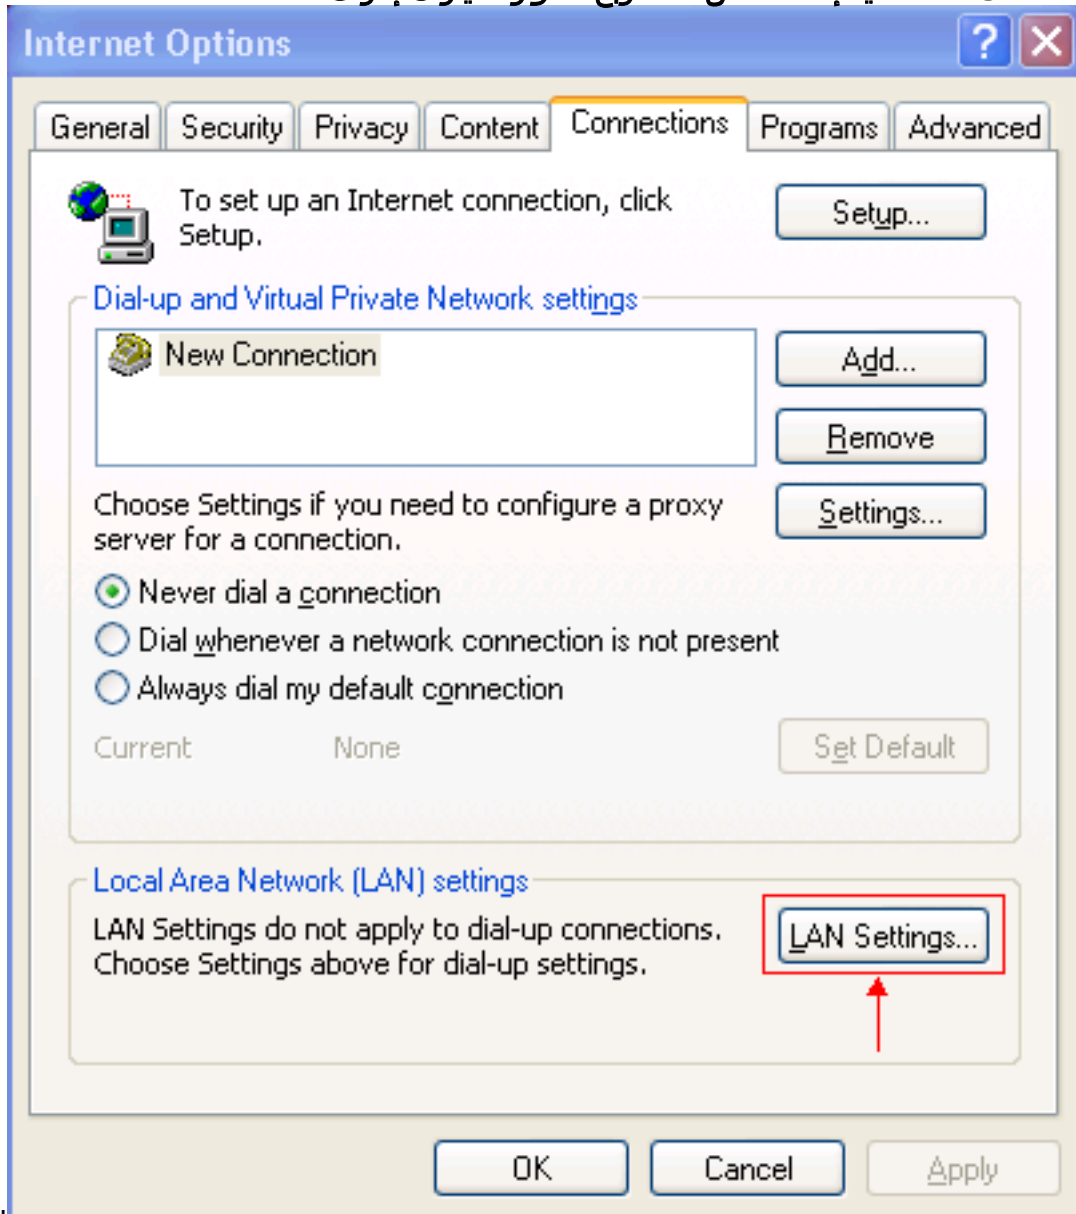 Internet Options
General Security Privacy Content Connections Programs Advanced
To set up an Internet connection, click
Setup.
Setup...
Dial-up and Virtual Private Network settings
New Connection
Add...
Remove
Choose Settings if you need to configure a proxy
server for a connection.
Settings...
Never dial a connection
Dial whenever a network connection is not present
Always dial my default connection
Current None
Set Default
Local Area Network (LAN) settings
LAN Settings do not apply to dial-up connections.
Choose Settings above for dial-up settings.
LAN Settings...
OK Cancel Apply